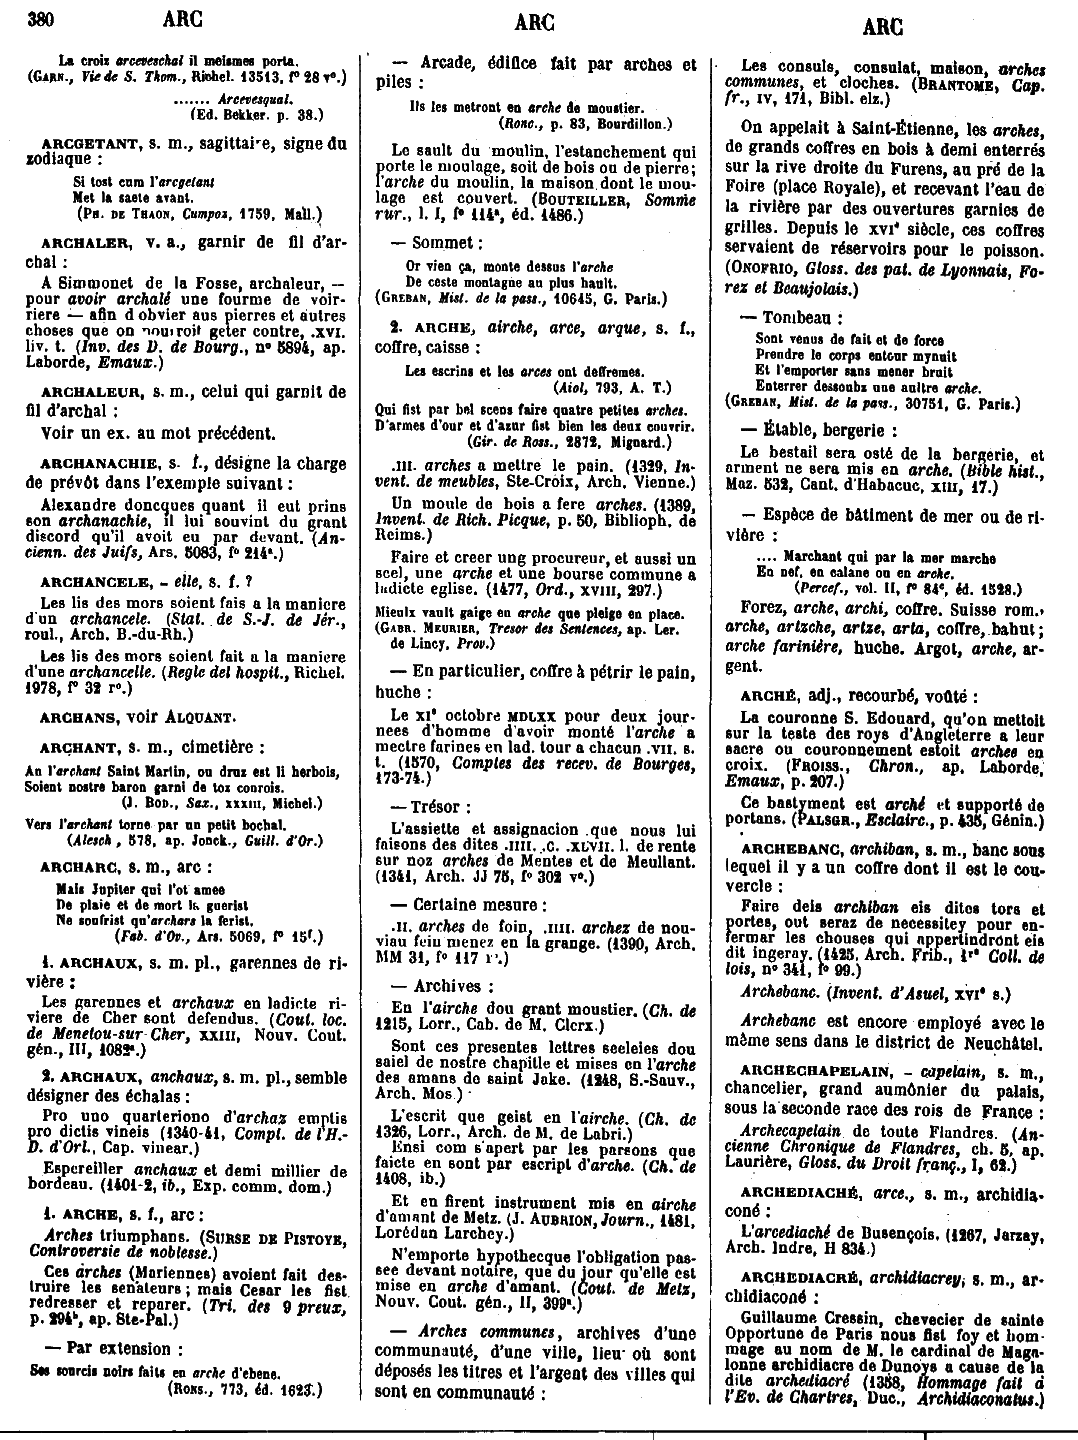 380
ARC
ARC
ARC
La croix arceveschal il meismes porta.
(GARN., Vie de S. Thom., Richel. 13513, f° 28 v°.)
....... Arcevesqual.
(Ed. Bekker. p. 38.)
ARCGETANT, s. m., sagittaire, signe du
zodiaque :
Si tost cum l'arcgetant
Met la saete avant.
(PH. DE THAON, Cumpoz, 1759, Mall.)
ARCHALER, v. a., garnir de fil d'ar-
chal :
A Simmonet de la Fosse, archaleur, —
pour avoir archalé une fourme de voir-
riere — afin d'obvier aus pierres et autres
choses que on pourroit geter contre, .XVI.
liv. t. (Inv. des D. de Bourg., n° 5894, ap.
Laborde, Emaux.)
ARCHALEUR, s. m., celui qui garnit de
fil d'archal :
Voir un ex. au mot précédent.
ARCHANACHIE, s. f., désigne la charge
de prévôt dans l'exemple suivant :
Alexandre doncques quant il eut prins
son archanachie, il lui souvint du grant
discord qu'il avoit eu par devant. (An-
cienn. des Juifs, Ars. 5083, f° 214ª.)
ARCHANCELE, - elle, s. f. ?
Les lis des mors soient fais a la maniere
d'un archancele. (Stat. de S.-J. de Jér.,
roul., Arch. B.-du-Rh.)
Les lis des mors soient fait a la maniere
d'une archancelle. (Regle del hospit., Richel.
1978, f° 32 r°.)
ARCHANS, voir ALQUANT.
ARCHANT, s. m., cimetière :
An l'archant Saint Martin, ou druz est li herbois,
Soient nostre baron garni de toz conrois.
(J. BOD., Sax., XXXIII, Michel.)
Vers l'archant torne par un petit bochal.
(Alesch, 578, ap. Jonck., Guill. d'Or.)
ARCHARC, s. m., arc :
Mais Jupiter qui l'ot amee
De plaie et de mort la guerist
Ne soufrist qu'archars la ferist.
(Fab. d'Ov., Ars. 5069, f° 15f.)
1. ARCHAUX, s. m. pl., garennes de ri-
vière :
Les garennes et archaux en ladicte ri-
viere de Cher sont defendus. (Cout. loc.
de Menetou-sur-Cher, XXIII, Nouv. Cout.
gén., III, 1082ª.)
2. ARCHAUX, anchaux, s. m. pl., semble
désigner des échalas :
Pro uno quarteriono d'archaz emptis
pro dictis vineis (1340-41, Compt. de l'H.-
D. d'Orl., Cap. vinear.)
Espereiller anchaux et demi millier de
bordeau. (1401-2, ib., Exp. comm. dom.)
1. ARCHE, s. f., arc :
Arches triumphans. (SURSE DE PISTOYE,
Controversie de noblesse.)
Ces arches (Mariennes) avoient fait des-
truire les senateurs ; mais Cesar les fist
redresser et reparer. (Tri. des 9 preux,
p. 294b, ap. Ste-Pal.)
— Par extension :
Ses sourcis noirs faits en arche d'ebene.
(RONS., 773, éd. 1623.)
— Arcade, édifice fait par arches et
piles :
Ils les metront en arche de moustier.
(Ronc., p. 83, Bourdillon.)
Le sault du moulin, l'estanchement qui
porte le moulage, soit de bois ou de pierre;
l'arche du moulin, la maison dont le mou-
lage est couvert. (BOUTEILLER, Somme
rur., l. I, f° 114ª, éd. 1486.)
— Sommet :
Or vien ça, monte dessus l'arche
De ceste montagne au plus hault.
(GREBAN, Mist. de la pass., 10645, G. Paris.)
2. ARCHE, airche, arce, arque, s. f.,
coffre, caisse :
Les escrins et les arces ont deffremes.
(Aiol, 793, A. T.)
Qui fist par bel scens faire quatre petites arches.
D'armes d'our et d'azur fist bien les deux couvrir.
(Gir. de Ross., 2872, Mignard.)
.III. arches a mettre le pain. (1329, In-
vent. de meubles, Ste-Croix, Arch. Vienne.)
Un moule de bois a fere arches. (1389,
Invent. de Rich. Picque, p. 50, Biblioph. de
Reims.)
Faire et creer ung procureur, et aussi un
scel, une arche et une bourse commune a
ladicte eglise. (1477, Ord., XVIII, 297.)
Mieulx vault gaige en arche que pleige en place.
(GABR. MEURIER, Tresor des Sentences, ap. Ler.
de Lincy, Prov.)
— En particulier, coffre à pétrir le pain,
huche :
Le XIe octobre MDLXX pour deux jour-
nees d'homme d'avoir monté l'arche a
mectre farines en lad. tour a chacun .VII. s.
t. (1570, Comptes des recev. de Bourges,
173-74.)
— Trésor :
L'assiette et assignacion que nous lui
faisons des dites .IIII. .C. .XLVII. l. de rente
sur noz arches de Mentes et de Meullant.
(1341, Arch. JJ 75, f° 302 v°.)
— Certaine mesure :
.II. arches de foin, .IIII. archez de nou-
viau fein menez en la grange. (1390, Arch.
MM 31, f° 117 r°.)
— Archives :
En l'airche dou grant moustier. (Ch. de
1215, Lorr., Cab. de M. Clerx.)
Sont ces presentes lettres seeleies dou
saiel de nostre chapitle et mises en l'arche
des amans de saint Jake. (1248, S.-Sauv.,
Arch. Mos.)
L'escrit que geist en l'airche. (Ch. de
1326, Lorr., Arch. de M. de Labri.)
Ensi com s'apert par les parsons que
faicte en sont par escript d'arche. (Ch. de
1408, ib.)
Et en firent instrument mis en airche
d'amant de Metz. (J. AUBRION, Journ., 1481,
Lorédan Larchey.)
N'emporte hypothecque l'obligation pas-
see devant notaire, que du jour qu'elle est
mise en arche d'amant. (Cout. de Metz,
Nouv. Cout. gén., II, 399ª.)
— Arches communes, archives d'une
communauté, d'une ville, lieu où sont
déposés les titres et l'argent des villes qui
sont en communauté :
Les consuls, consulat, maison, arches
communes, et cloches. (BRANTOME, Cap.
fr., IV, 171, Bibl. elz.)
On appelait à Saint-Étienne, les arches,
de grands coffres en bois à demi enterrés
sur la rive droite du Furens, au pré de la
Foire (place Royale), et recevant l'eau de
la rivière par des ouvertures garnies de
grilles. Depuis le XVIe siècle, ces coffres
servaient de réservoirs pour le poisson.
(ONOFRIO, Gloss. des pat. de Lyonnais, Fo-
rez et Beaujolais.)
— Tombeau :
Sont venus de fait et de force
Prendre le corps entour mynuit
Et l'emporter sans mener bruit
Enterrer dessoubz une aultre arche.
(GREBAN, Mist. de la pass., 30751, G. Paris.)
— Étable, bergerie :
Le bestail sera osté de la bergerie, et
arment ne sera mis en arche. (Bible hist.,
Maz. 532, Cant. d'Habacuc, XIII, 17.)
— Espèce de bâtiment de mer ou de ri-
vière :
.... Marchant qui par la mer marche
En nef, en calane ou en arche.
(Percef., vol. II, f° 84c, éd. 1528.)
Forez, arche, archi, coffre. Suisse rom.,
arche, artzche, artze, arta, coffre, bahut ;
arche farinière, huche. Argot, arche, ar-
gent.
ARCHÉ, adj., recourbé, voûté :
La couronne S. Edouard, qu'on mettoit
sur la teste des roys d'Angleterre a leur
sacre ou couronnement estoit archee en
croix. (FROISS., Chron., ap. Laborde,
Emaux, p. 207.)
Ce bastyment est arché et supporté de
portans. (PALSGR., Esclairc., p. 435, Génin.)
ARCHEBANC, archiban, s. m., banc sous
lequel il y a un coffre dont il est le cou-
vercle :
Faire deis archiban eis dites tors et
portes, out seraz de necessitey pour en-
fermar les chouses qui appertindront eis
dit ingeray. (1425, Arch. Frib., 1re Coll. de
lois, n° 341, f° 99.)
Archebanc. (Invent. d'Asuel, XVIe s.)
Archebanc est encore employé avec le
même sens dans le district de Neuchâtel.
ARCHECHAPELAIN, - capelain, s. m.,
chancelier, grand aumônier du palais,
sous la seconde race des rois de France :
Archecapelain de toute Flandres. (An-
cienne Chronique de Flandres, ch. 5, ap.
Laurière, Gloss. du Droit franç., I, 62.)
ARCHEDIACHÉ, arce., s. m., archidia-
coné :
L'arcediaché de Busençois. (1267, Jarzay,
Arch. Indre, H 834.)
ARCHEDIACRÉ, archidiacrey, s. m., ar-
chidiaconé :
Guillaume Cressin, chevecier de sainte
Opportune de Paris nous fist foy et hom-
mage au nom de M. le cardinal de Maga-
lonne archidiacre de Dunoys a cause de la
dite archediacré (1358, Hommage fait à
l'Ev. de Chartres, Duc., Archidiaconatus.)